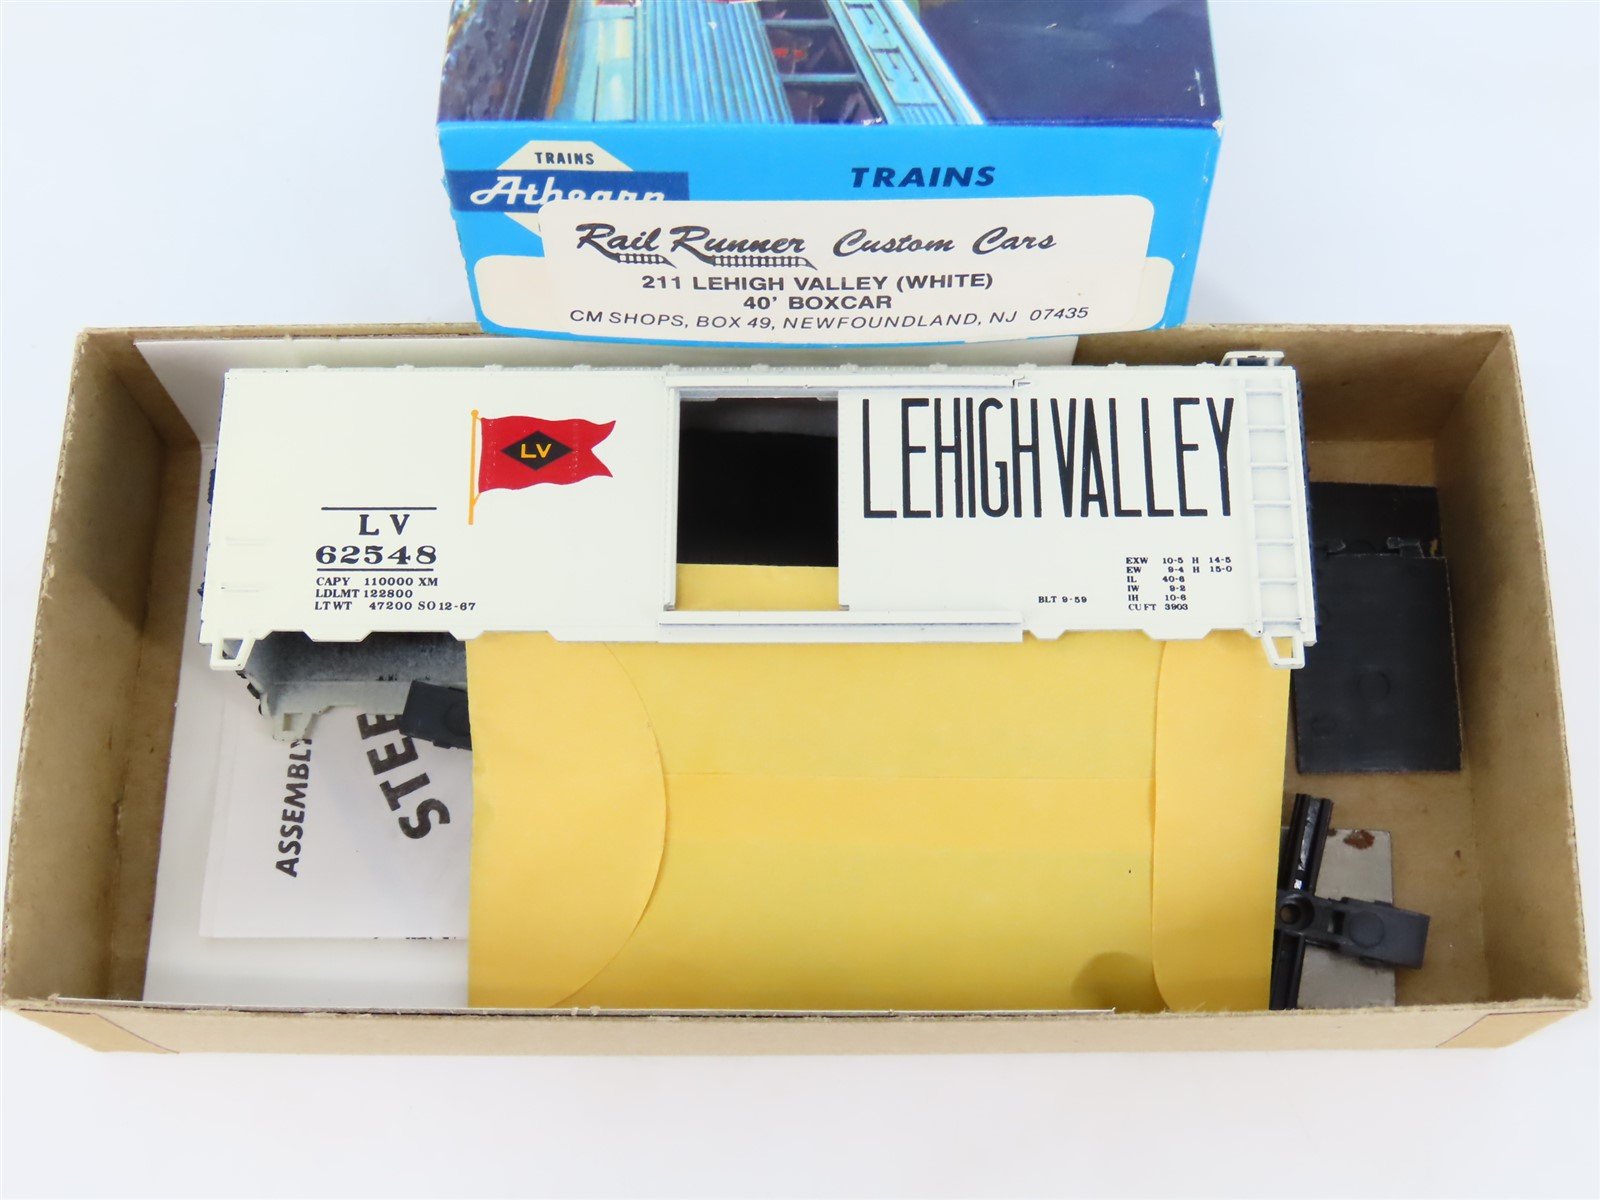 TRAINS
Athearn
TRAINS
Rail Runner Custom Cars
211 LEHIGH VALLEY (WHITE)
40' BOXCAR
CM SHOPS, BOX 49, NEWFOUNDLAND, NJ 07435
LV
LEHIGH VALLEY
LV
62548
CAPY 110000 XM
LDLMT 122800
LT WT 47200 SO 12-67
BLT 9-59
EXW 10-5 H 14-5
EW 9-4 H 15-0
IL 40-6
IW 9-2
IH 10-6
CU FT 3903
ASSEMBLY